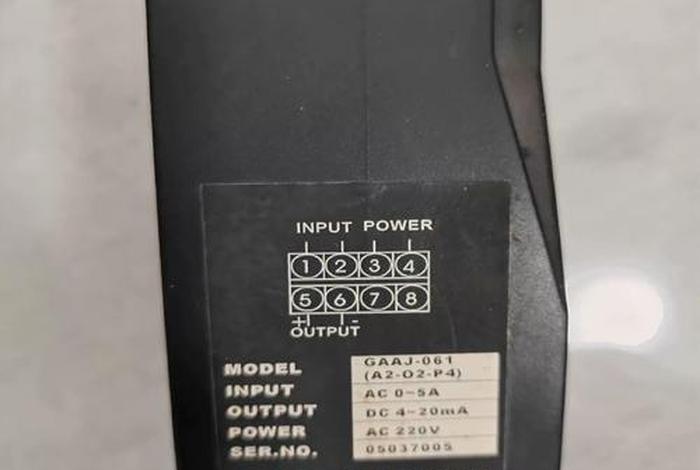 INPUT POWER
1 2 3 4
5 6 7 8
+ -
OUTPUT
MODEL GAAJ-061
(A2-O2-P4)
INPUT AC 0~5A
OUTPUT DC 4~20mA
POWER AC 220V
SER.NO. 05037005